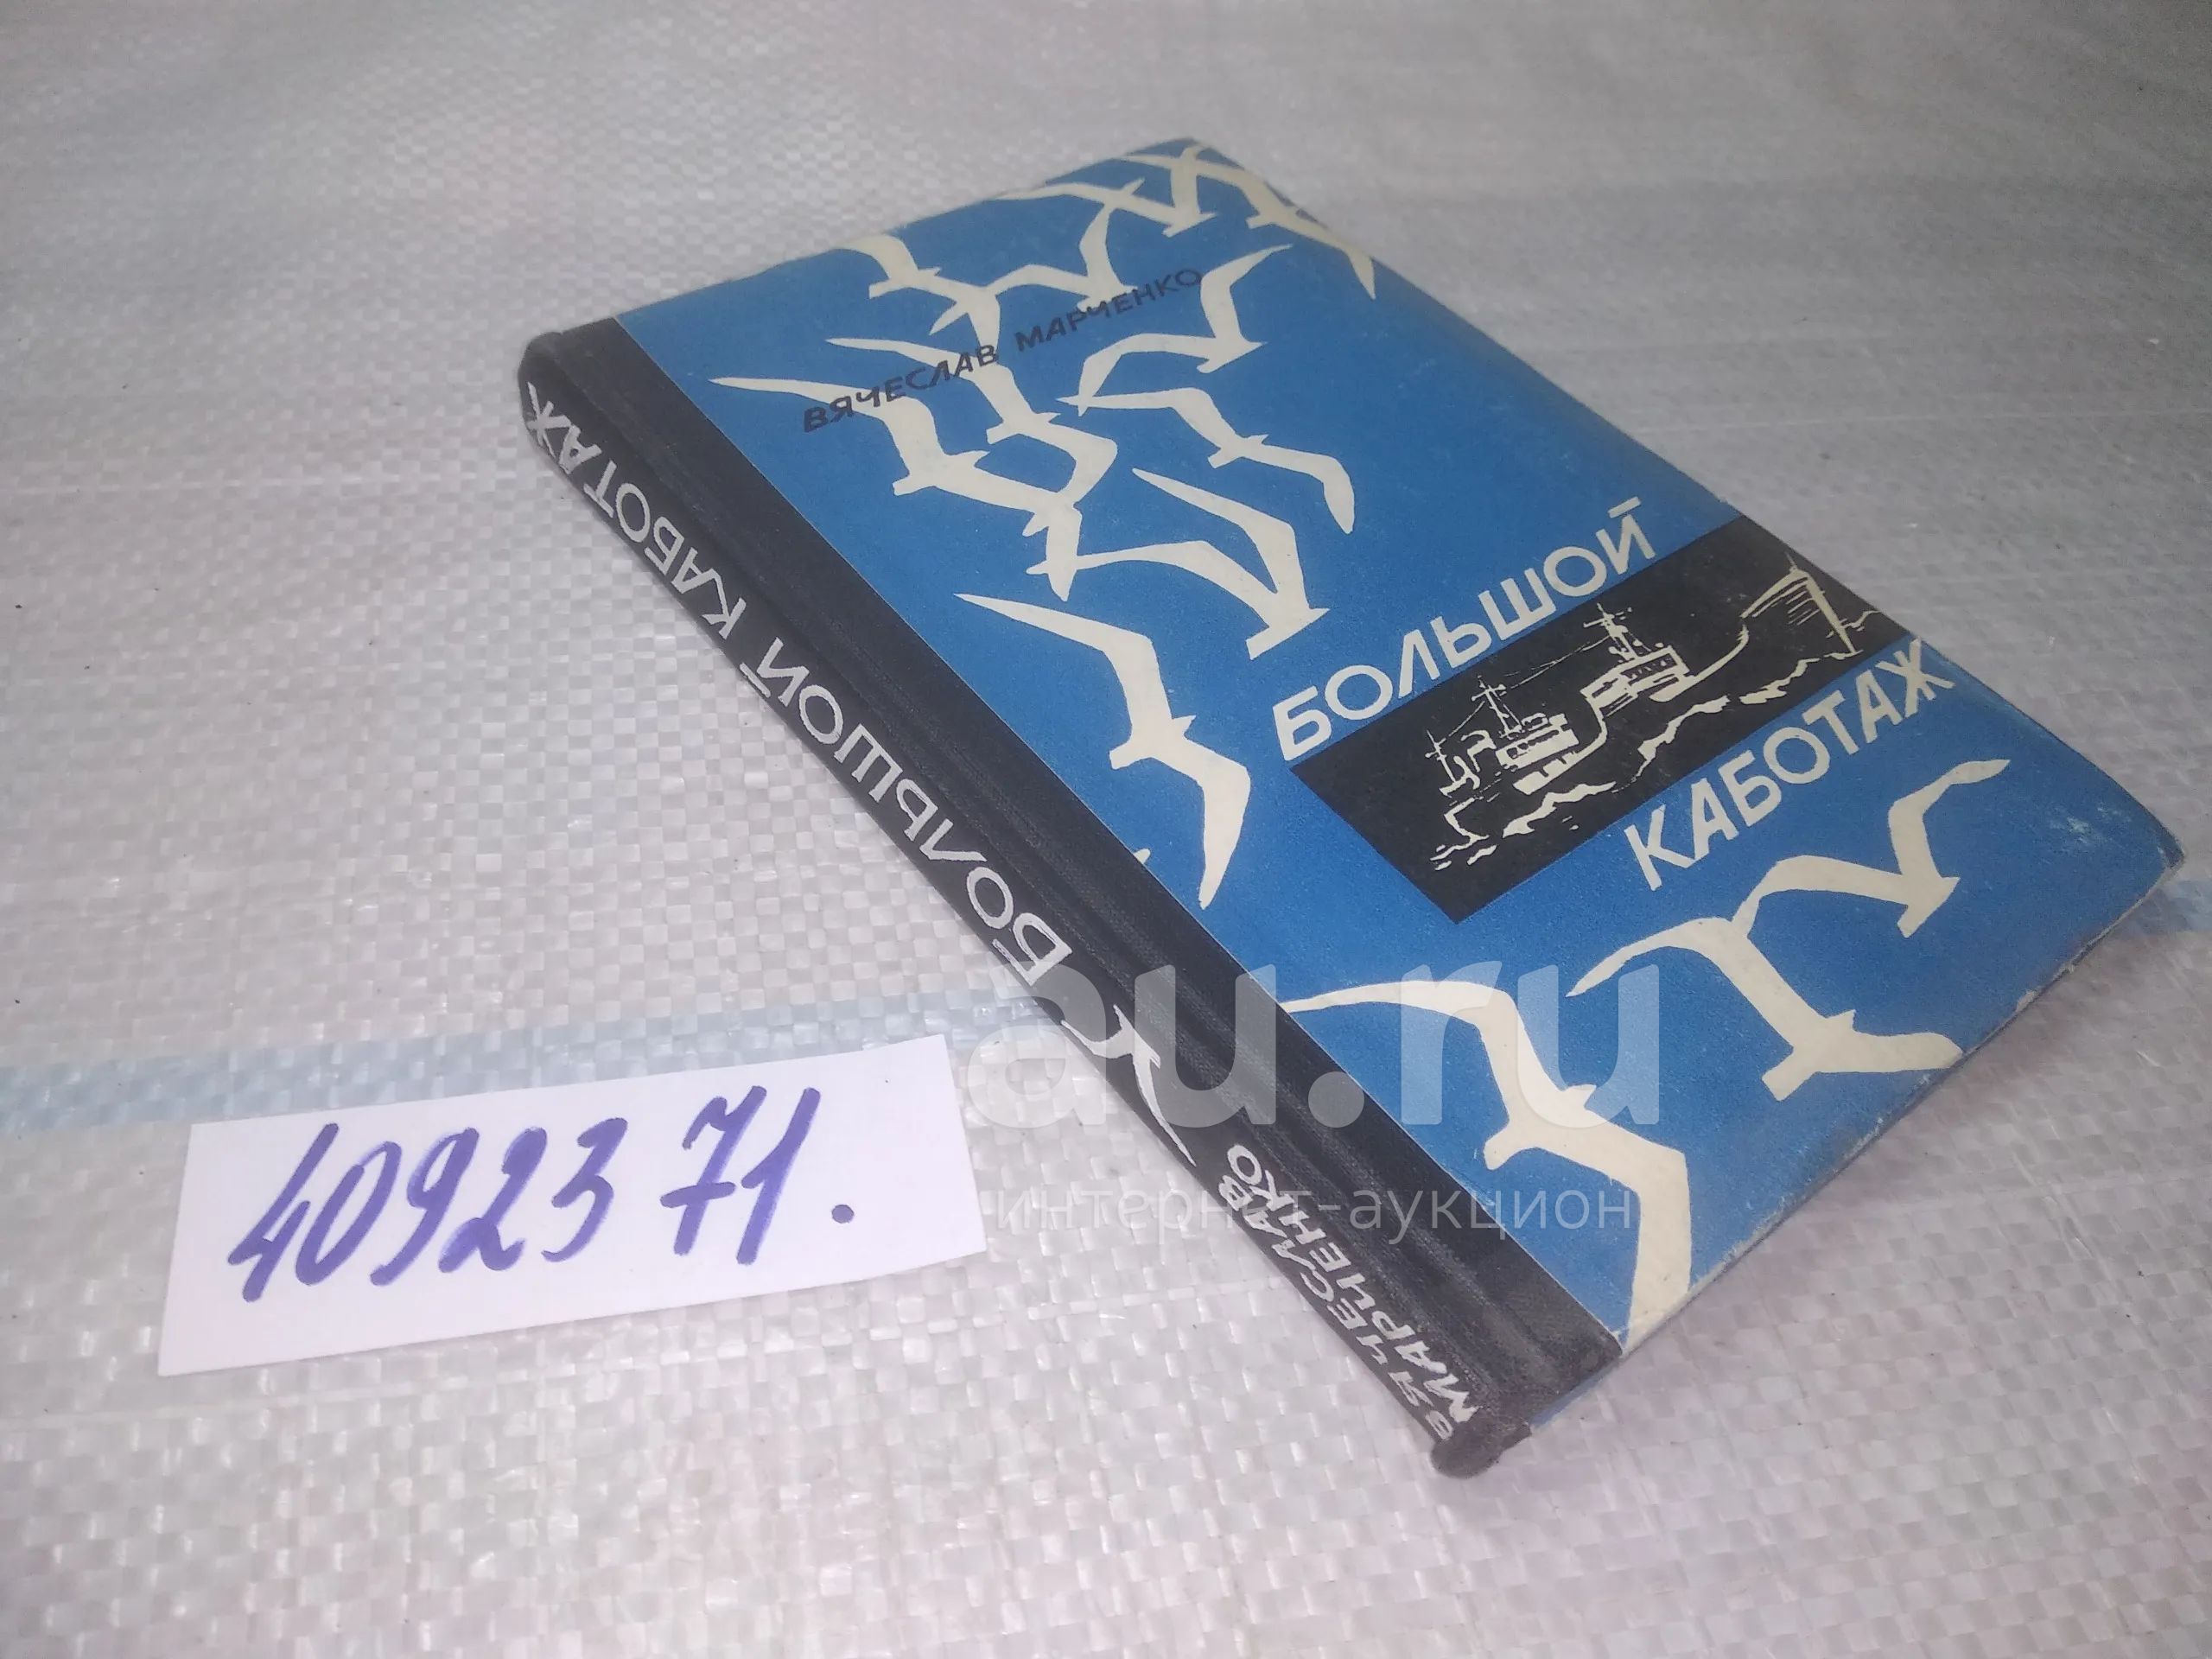 ВЯЧЕСЛАВ МАРЧЕНКО
БОЛЬШОЙ
КАБОТАЖ
ВЯЧЕСЛАВ
МАРЧЕНКО
БОЛЬШОЙ КАБОТАЖ
4092371.
au.ru
интернет-аукцион